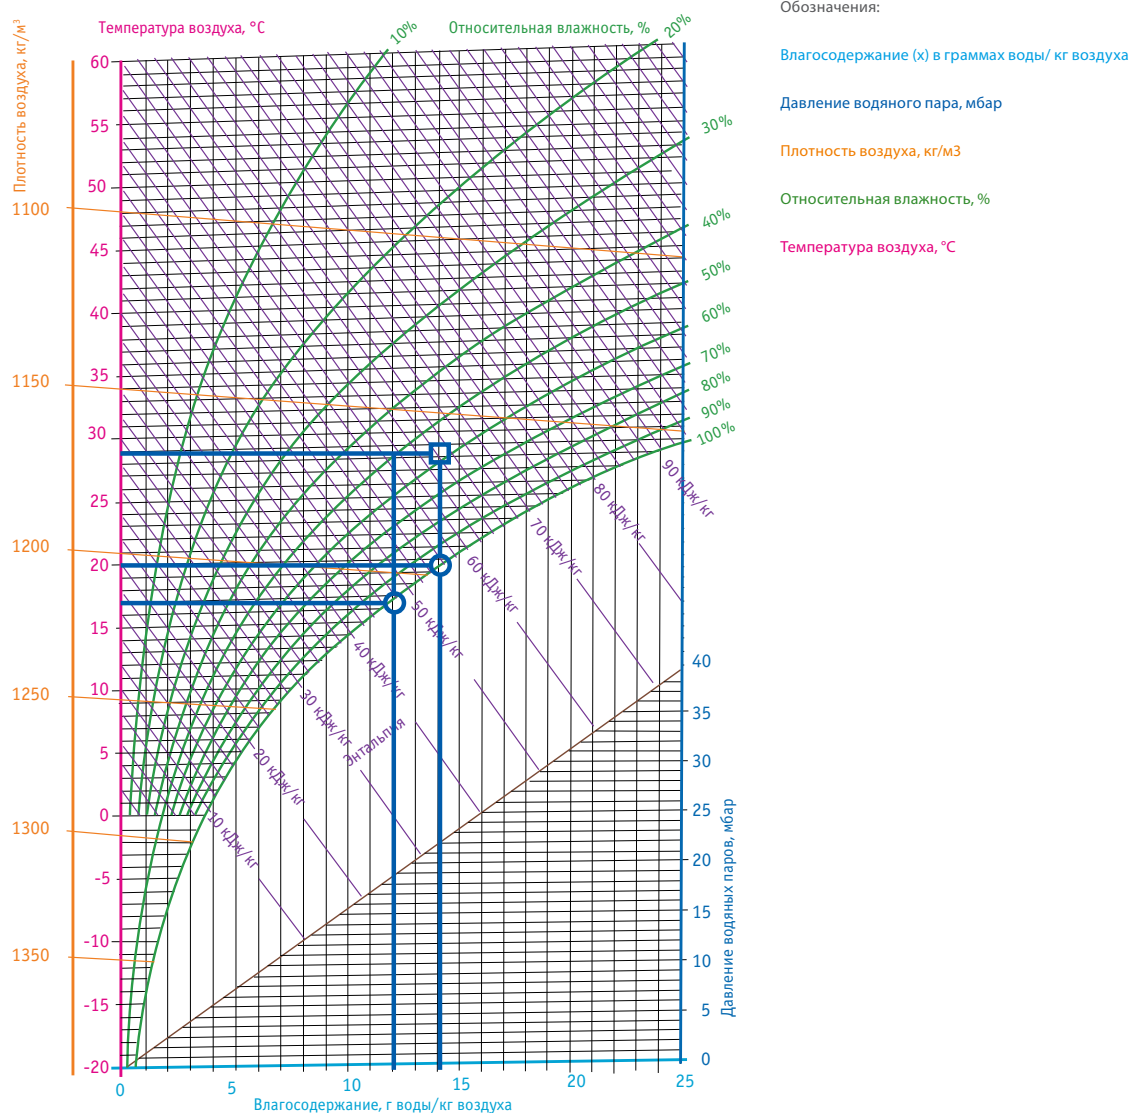 Обозначения:
Влагосодержание (x) в граммах воды/ кг воздуха
Давление водяного пара, мбар
Плотность воздуха, кг/м3
Относительная влажность, %
Температура воздуха, °C
Температура воздуха, °C
Относительная влажность, %
Плотность воздуха, кг/м³
10%
20%
30%
40%
50%
60%
70%
80%
90%
100%
60
55
50
45
40
35
30
25
20
15
10
5
0
-5
-10
-15
-20
1100
1150
1200
1250
1300
1350
90 кДж/кг
80 кДж/кг
70 кДж/кг
60 кДж/кг
50 кДж/кг
40 кДж/кг
30 кДж/кг
20 кДж/кг
10 кДж/кг
Энтальпия
40
35
30
25
20
15
10
5
0
Давление водяных паров, мбар
0
5
10
15
20
25
Влагосодержание, г воды/кг воздуха